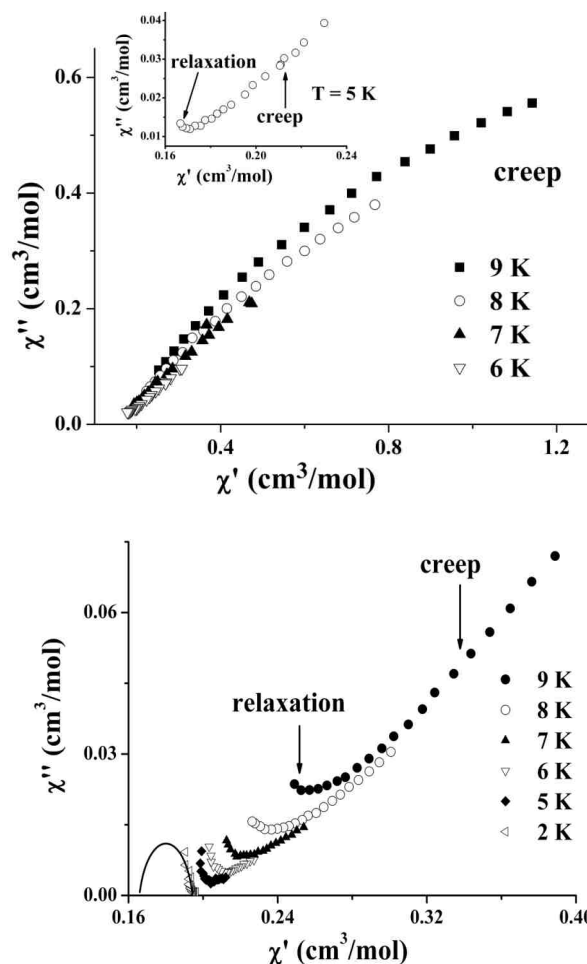 0.04
0.03
0.02
0.01
0.16
0.20
0.24
χ'' (cm³/mol)
χ' (cm³/mol)
relaxation
creep
T = 5 K
0.6
0.4
0.2
0.0
0.4
0.8
1.2
χ'' (cm³/mol)
χ' (cm³/mol)
creep
9 K
8 K
7 K
6 K
0.06
0.03
0.00
0.16
0.24
0.32
0.40
χ'' (cm³/mol)
χ' (cm³/mol)
relaxation
creep
9 K
8 K
7 K
6 K
5 K
2 K